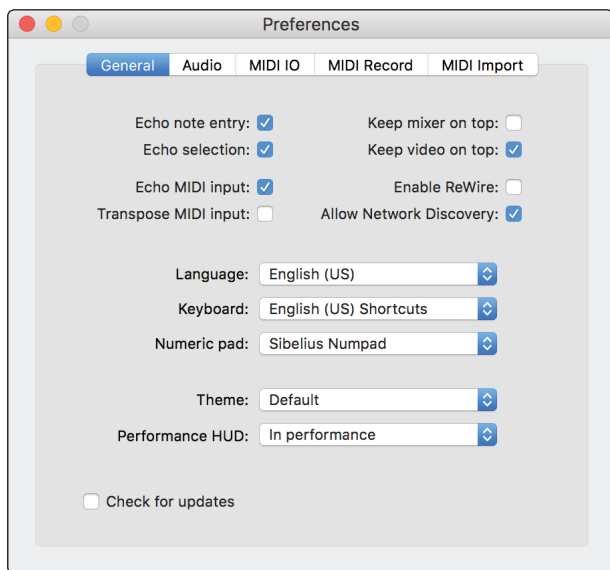 Preferences
General Audio MIDI IO MIDI Record MIDI Import
Echo note entry: Keep mixer on top:
Echo selection: Keep video on top:
Echo MIDI input: Enable ReWire:
Transpose MIDI input: Allow Network Discovery:
Language: English (US)
Keyboard: English (US) Shortcuts
Numeric pad: Sibelius Numpad
Theme: Default
Performance HUD: In performance
Check for updates